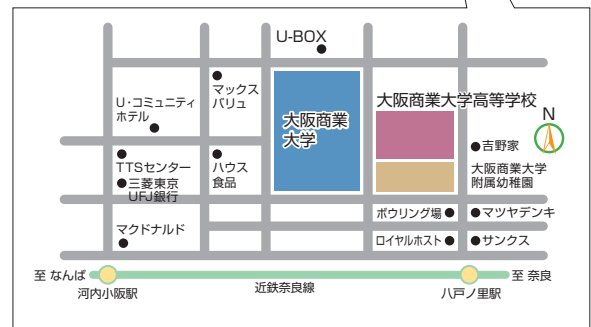 U-BOX
マックス
バリュ
U・コミュニティ
ホテル
大阪商業
大学
大阪商業大学高等学校
N
吉野家
TTSセンター
三菱東京
UFJ銀行
ハウス
食品
大阪商業大学
附属幼稚園
ボウリング場
マツヤデンキ
マクドナルド
ロイヤルホスト
サンクス
至 なんば
河内小阪駅
近鉄奈良線
八戸ノ里駅
至 奈良